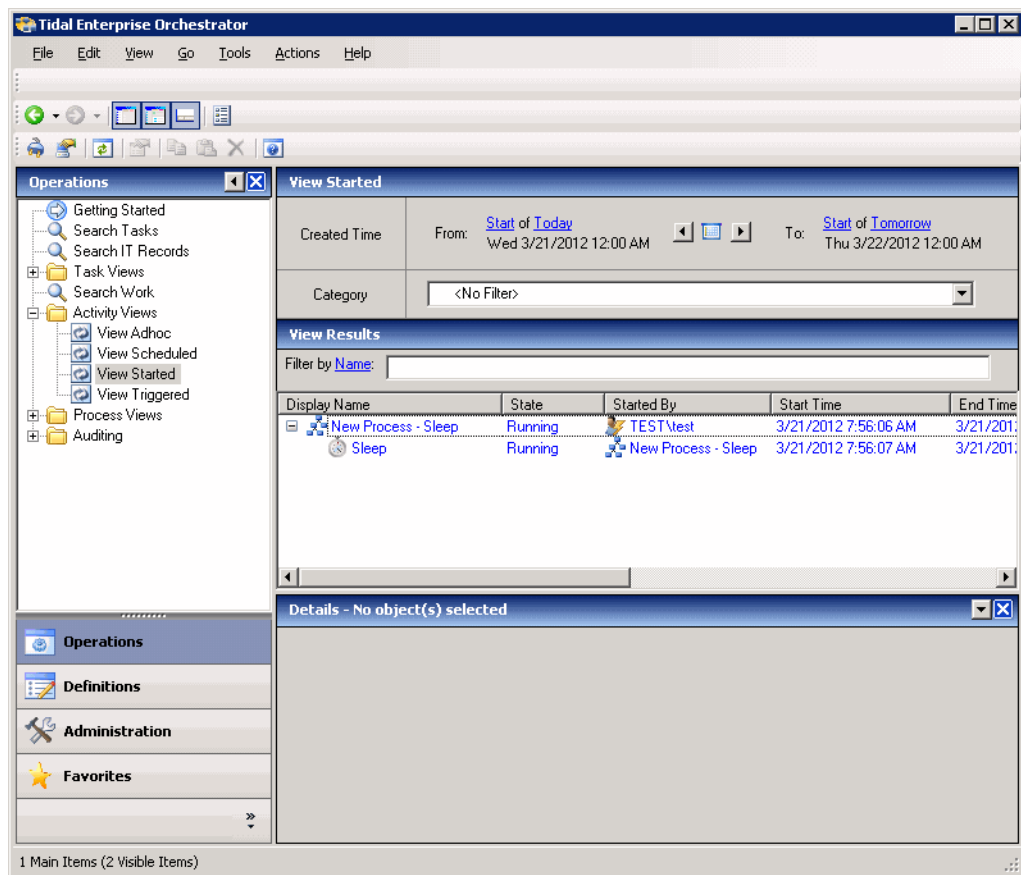 Tidal Enterprise Orchestrator
File Edit View Go Tools Actions Help
Operations
Getting Started
Search Tasks
Search IT Records
Task Views
Search Work
Activity Views
View Adhoc
View Scheduled
View Started
View Triggered
Process Views
Auditing
Operations
Definitions
Administration
Favorites
View Started
Created Time From: Start of Today To: Start of Tomorrow
Wed 3/21/2012 12:00 AM Thu 3/22/2012 12:00 AM
Category <No Filter>
View Results
Filter by Name:
Display Name State Started By Start Time End Time
New Process - Sleep Running TEST\test 3/21/2012 7:56:06 AM 3/21/201
Sleep Running New Process - Sleep 3/21/2012 7:56:07 AM 3/21/201
Details - No object(s) selected
1 Main Items (2 Visible Items)